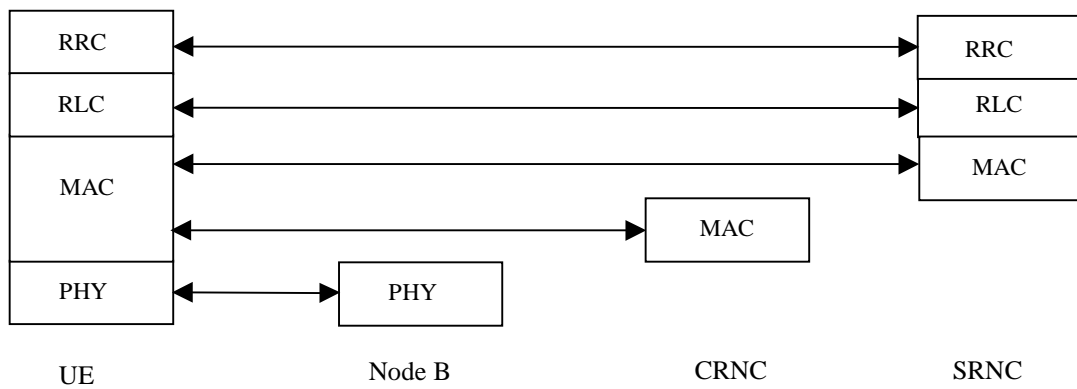 RRC RRC
RLC RLC
MAC MAC
MAC
PHY PHY
UE Node B CRNC SRNC